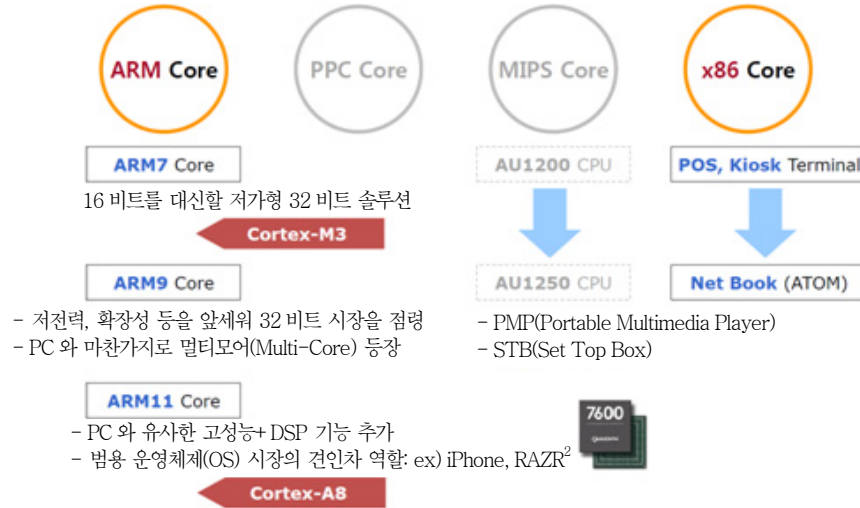 ARM Core
PPC Core
MIPS Core
x86 Core
ARM7 Core
AU1200 CPU
POS, Kiosk Terminal
16 비트를 대신할 저가형 32 비트 솔루션
Cortex-M3
ARM9 Core
AU1250 CPU
Net Book (ATOM)
- 저전력, 확장성 등을 앞세워 32 비트 시장을 점령
- PC 와 마찬가지로 멀티모어(Multi-Core) 등장
- PMP(Portable Multimedia Player)
- STB(Set Top Box)
ARM11 Core
- PC 와 유사한 고성능+ DSP 기능 추가
- 범용 운영체제(OS) 시장의 견인차 역할: ex) iPhone, RAZR²
7600
Cortex-A8